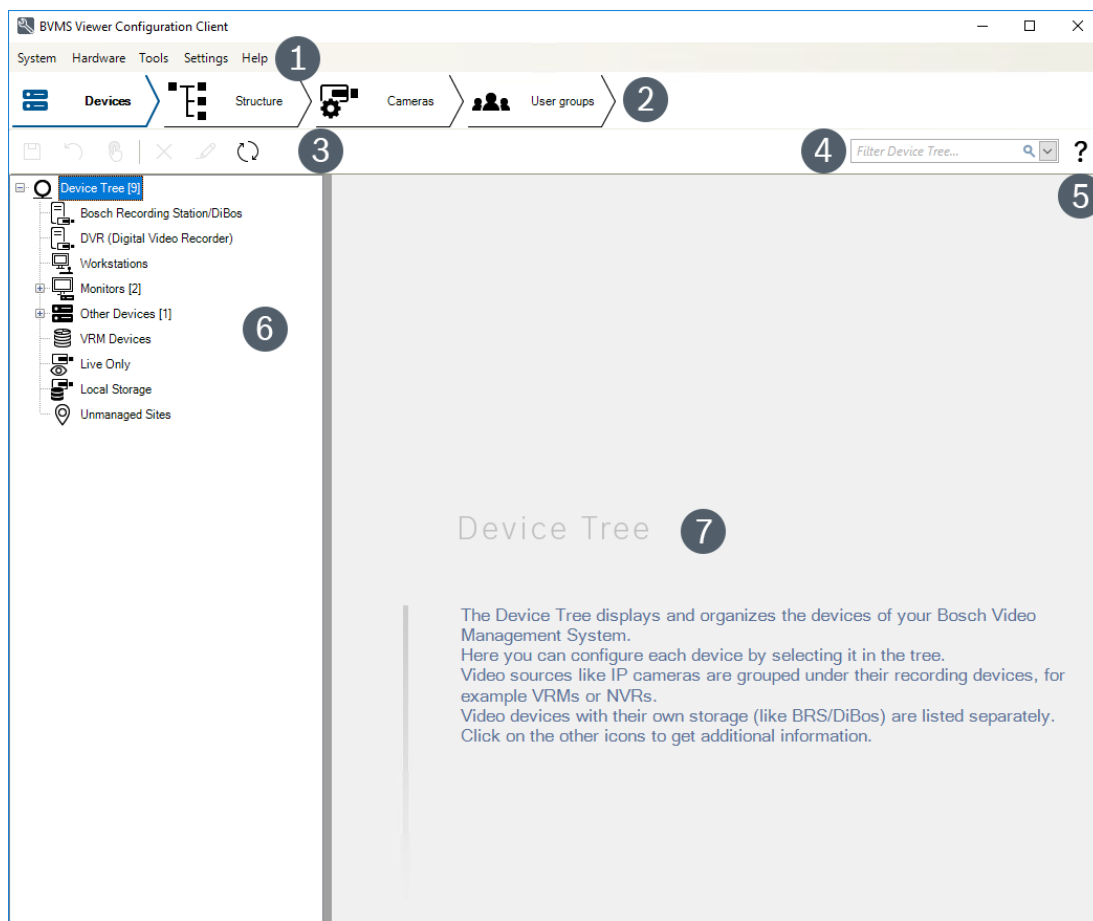 BVMS Viewer Configuration Client
System Hardware Tools Settings Help 1
Devices Structure Cameras User groups 2
3 4 Filter Device Tree... ?
5
Device Tree [9]
Bosch Recording Station/DiBos
DVR (Digital Video Recorder)
Workstations
Monitors [2]
Other Devices [1]
6
VRM Devices
Live Only
Local Storage
Unmanaged Sites
Device Tree 7
The Device Tree displays and organizes the devices of your Bosch Video
Management System.
Here you can configure each device by selecting it in the tree.
Video sources like IP cameras are grouped under their recording devices, for
example VRMs or NVRs.
Video devices with their own storage (like BRS/DiBos) are listed separately.
Click on the other icons to get additional information.